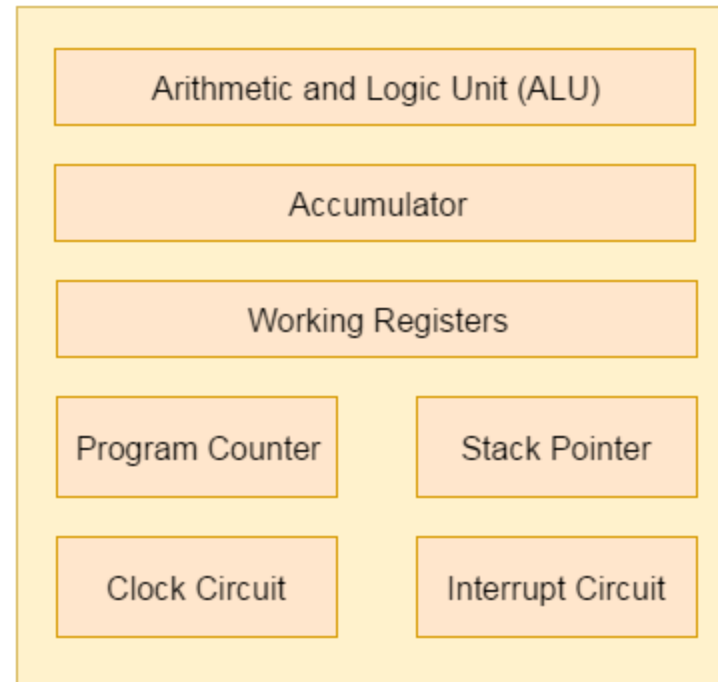 Arithmetic and Logic Unit (ALU)
Accumulator
Working Registers
Program Counter
Stack Pointer
Clock Circuit
Interrupt Circuit